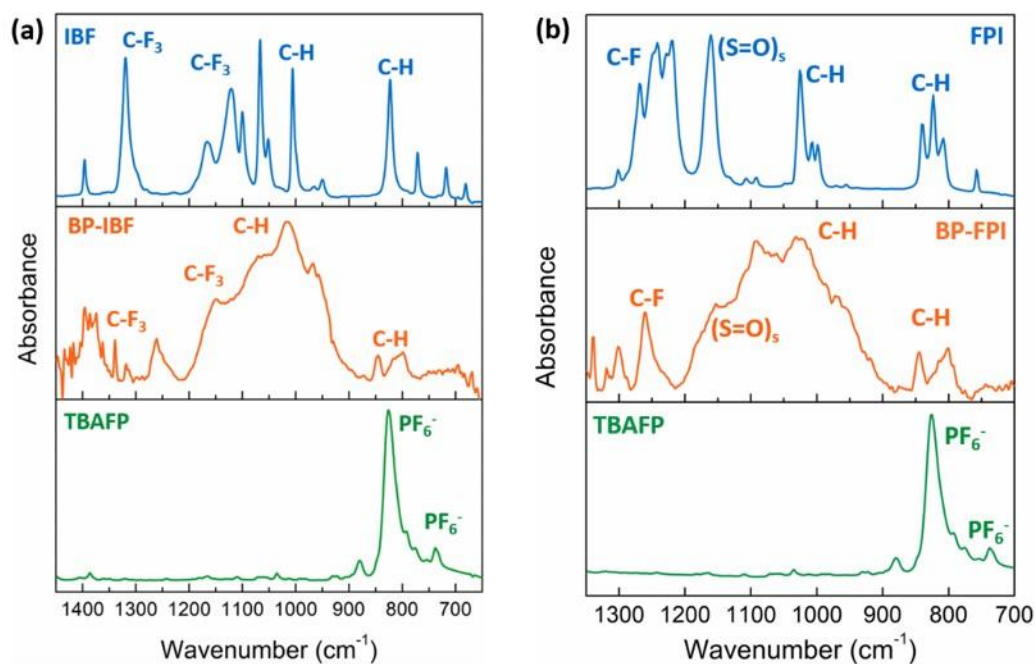 (a)
IBF
C-F₃
C-F₃
C-H
C-H
BP-IBF
C-H
C-F₃
C-F₃
C-H
TBAFP
PF₆⁻
PF₆⁻
1400 1300 1200 1100 1000 900 800 700
Wavenumber (cm⁻¹)
Absorbance
(b)
FPI
C-F
(S=O)ₛ
C-H
C-H
BP-FPI
C-H
C-F
(S=O)ₛ
C-H
TBAFP
PF₆⁻
PF₆⁻
1300 1200 1100 1000 900 800 700
Wavenumber (cm⁻¹)
Absorbance